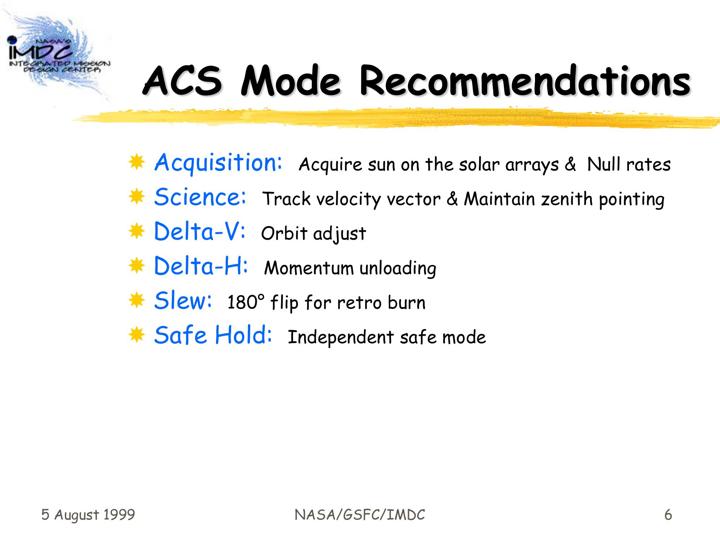 NASA'S
IMDC
INTEGRATED MISSION
DESIGN CENTER
ACS Mode Recommendations
Acquisition: Acquire sun on the solar arrays & Null rates
Science: Track velocity vector & Maintain zenith pointing
Delta-V: Orbit adjust
Delta-H: Momentum unloading
Slew: 180° flip for retro burn
Safe Hold: Independent safe mode
5 August 1999 NASA/GSFC/IMDC 6